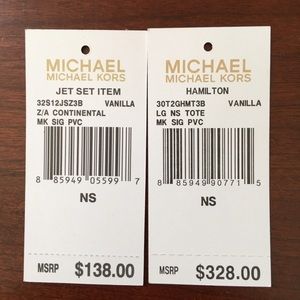 MICHAEL
MICHAEL KORS
JET SET ITEM
32S12JSZ3B VANILLA
Z/A CONTINENTAL
MK SIG PVC
8 85949 05599 7
NS
MSRP $138.00
MICHAEL
MICHAEL KORS
HAMILTON
30T2GHMT3B VANILLA
LG NS TOTE
MK SIG PVC
8 85949 90771 5
NS
MSRP $328.00